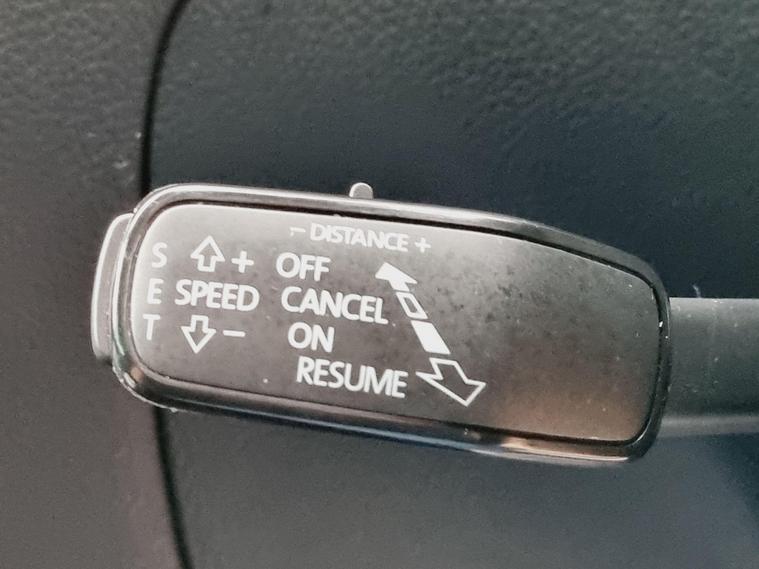 - DISTANCE +
S
E
T
+
SPEED
-
OFF
CANCEL
ON
RESUME